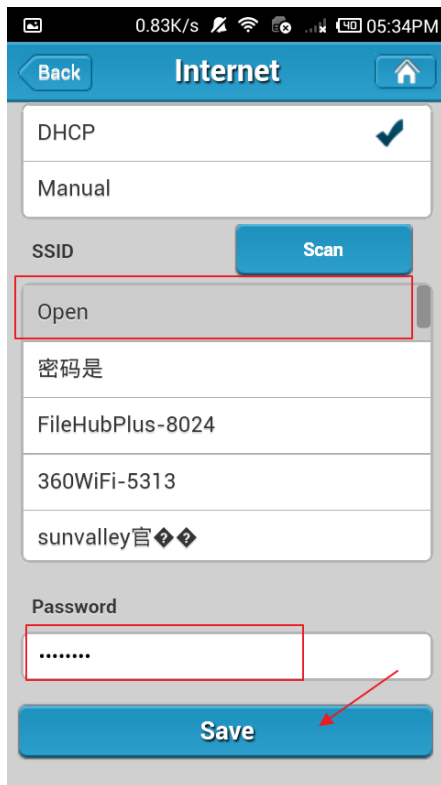 0.83K/s 40 05:34PM
Back Internet
DHCP
Manual
SSID Scan
Open
密码是
FileHubPlus-8024
360WiFi-5313
sunvalley官��
Password
••••••••
Save